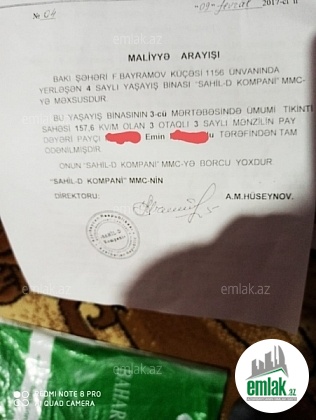 № 04
"09" fevral 2017-ci il
emlak.az
MALİYYƏ ARAYIŞI
BAKI ŞƏHƏRİ F.BAYRAMOV KÜÇƏSİ 1156 ÜNVANINDA
YERLƏŞƏN 4 SAYLI YAŞAYIŞ BİNASI "SAHİL-D KOMPANİ" MMC-
YƏ MƏXSUSDUR.
BU YAŞAYIŞ BİNASININ 3-cü MƏRTƏBƏSİNDƏ ÜMUMI TİKİNTİ
SAHƏSİ 157,6 KV/M OLAN 3 OTAQLI 3 SAYLI MƏNZİLİN PAY
DƏYƏRİ PAYÇI Emin lu TƏRƏFİNDƏN TAM
ÖDƏNİLMİŞDİR.
ONUN "SAHİL-D KOMPANİ" MMC-YƏ BORCU YOXDUR.
"SAHİL-D KOMPANİ" MMC-NİN
DİREKTORU: A.M.HÜSEYNOV.
SAHİL-D
emlak.az
emlak.az
emlak.az
REDMI NOTE 8 PRO
AI QUAD CAMERA
SAHAR
emlak.az